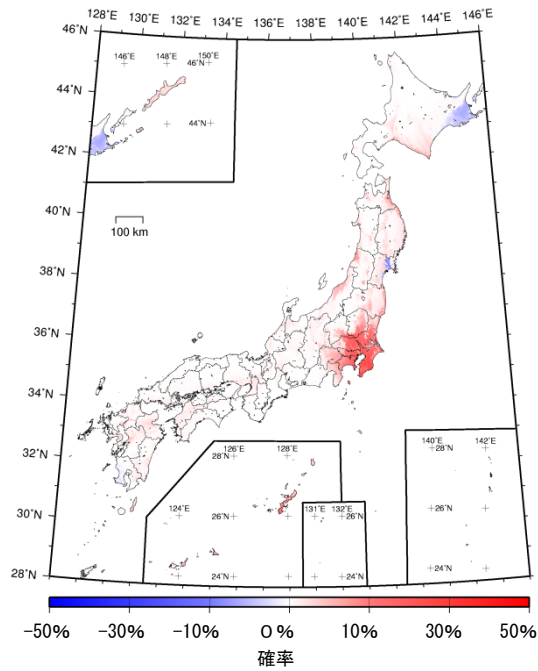 128°E 130°E 132°E 134°E 136°E 138°E 140°E 142°E 144°E 146°E
46°N
146°E 148°E 150°E
46°N
44°N
44°N
42°N
40°N
100 km
38°N
36°N
34°N
32°N
126°E 128°E
28°N
140°E 142°E
28°N
30°N
124°E
26°N
131°E 132°E
26°N
26°N
28°N
24°N
24°N
24°N
-50% -30% -10% 0% 10% 30% 50%
確率